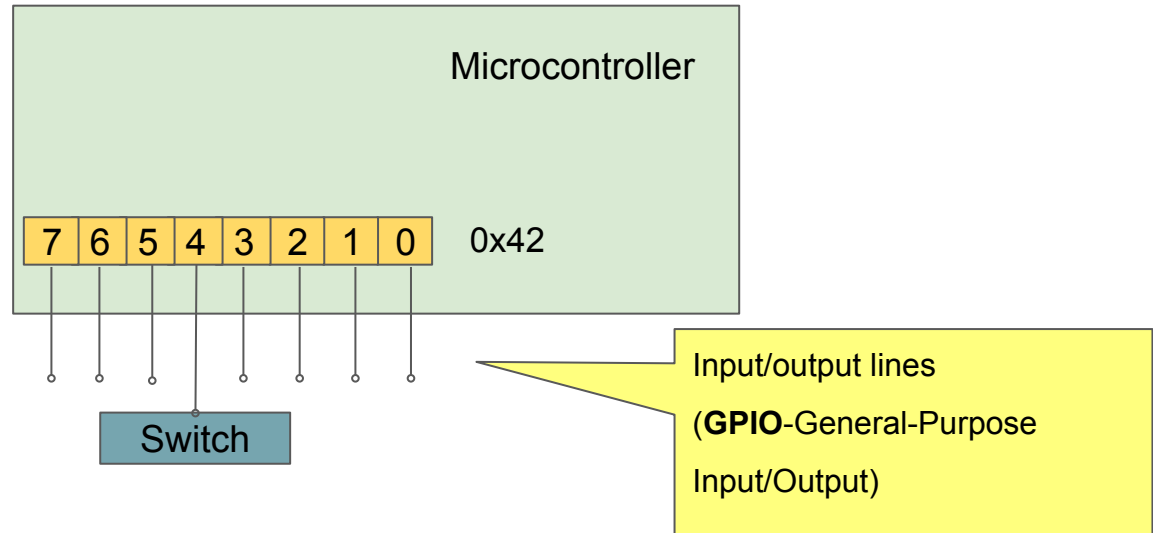 Microcontroller
7 6 5 4 3 2 1 0 0x42
Input/output lines
(GPIO-General-Purpose
Input/Output)
Switch